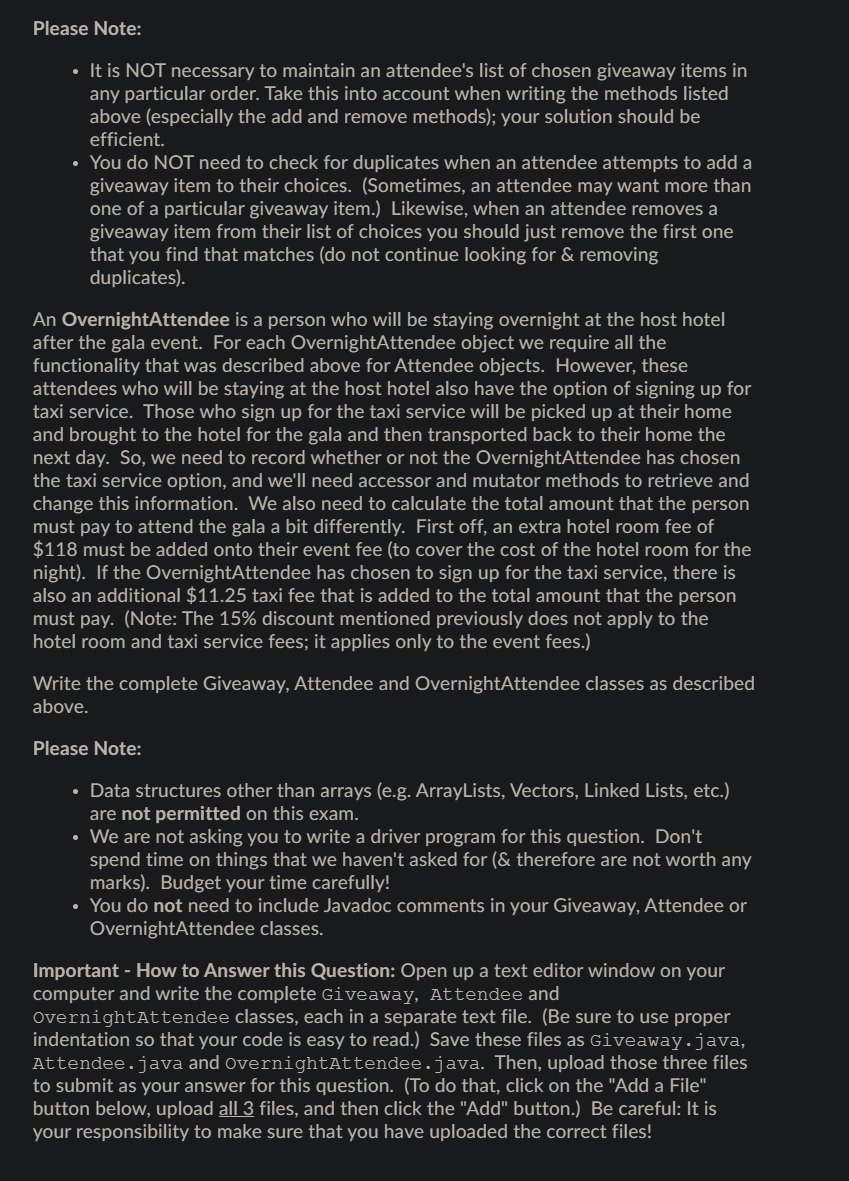 Please Note:
• It is NOT necessary to maintain an attendee's list of chosen giveaway items in
any particular order. Take this into account when writing the methods listed
above (especially the add and remove methods); your solution should be
efficient.
• You do NOT need to check for duplicates when an attendee attempts to add a
giveaway item to their choices. (Sometimes, an attendee may want more than
one of a particular giveaway item.) Likewise, when an attendee removes a
giveaway item from their list of choices you should just remove the first one
that you find that matches (do not continue looking for & removing
duplicates).
An OvernightAttendee is a person who will be staying overnight at the host hotel
after the gala event. For each OvernightAttendee object we require all the
functionality that was described above for Attendee objects. However, these
attendees who will be staying at the host hotel also have the option of signing up for
taxi service. Those who sign up for the taxi service will be picked up at their home
and brought to the hotel for the gala and then transported back to their home the
next day. So, we need to record whether or not the OvernightAttendee has chosen
the taxi service option, and we'll need accessor and mutator methods to retrieve and
change this information. We also need to calculate the total amount that the person
must pay to attend the gala a bit differently. First off, an extra hotel room fee of
$118 must be added onto their event fee (to cover the cost of the hotel room for the
night). If the OvernightAttendee has chosen to sign up for the taxi service, there is
also an additional $11.25 taxi fee that is added to the total amount that the person
must pay. (Note: The 15% discount mentioned previously does not apply to the
hotel room and taxi service fees; it applies only to the event fees.)
Write the complete Giveaway, Attendee and OvernightAttendee classes as described
above.
Please Note:
• Data structures other than arrays (e.g. ArrayLists, Vectors, Linked Lists, etc.)
are not permitted on this exam.
• We are not asking you to write a driver program for this question. Don't
spend time on things that we haven't asked for (& therefore are not worth any
marks). Budget your time carefully!
• You do not need to include Javadoc comments in your Giveaway, Attendee or
OvernightAttendee classes.
Important - How to Answer this Question: Open up a text editor window on your
computer and write the complete Giveaway, Attendee and
OvernightAttendee classes, each in a separate text file. (Be sure to use proper
indentation so that your code is easy to read.) Save these files as Giveaway.java,
Attendee.java and OvernightAttendee.java. Then, upload those three files
to submit as your answer for this question. (To do that, click on the "Add a File"
button below, upload all 3 files, and then click the "Add" button.) Be careful: It is
your responsibility to make sure that you have uploaded the correct files!